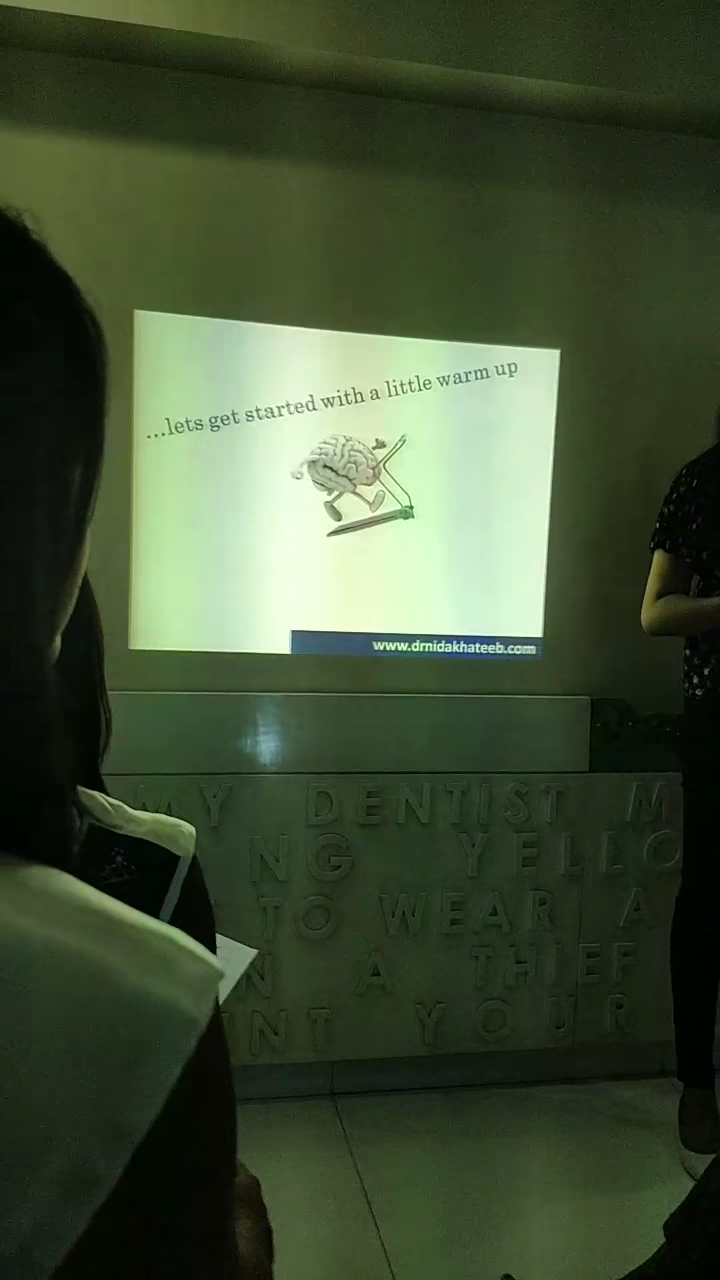 ...lets get started with a little warm up
www.drnidakhateeb.com
MY DENTIST M
NG YELLO
TO WEAR A
N A THIEF
NT YOUR